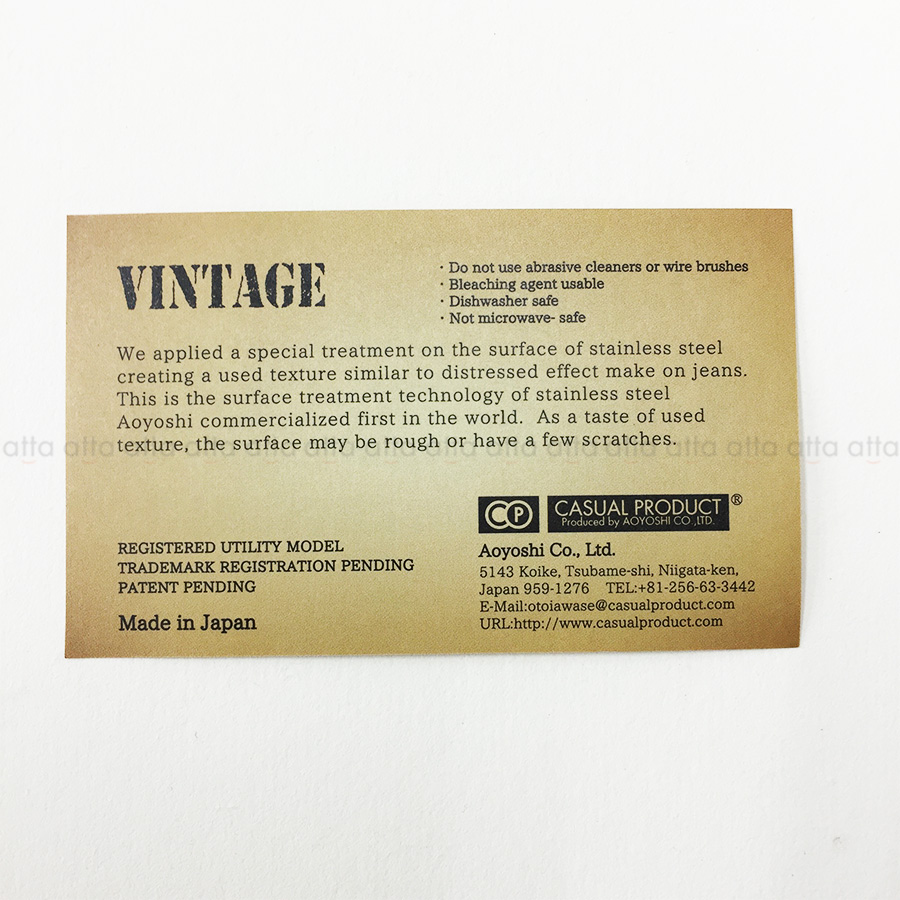 VINTAGE
· Do not use abrasive cleaners or wire brushes
· Bleaching agent usable
· Dishwasher safe
· Not microwave- safe
We applied a special treatment on the surface of stainless steel
creating a used texture similar to distressed effect make on jeans.
This is the surface treatment technology of stainless steel
Aoyoshi commercialized first in the world. As a taste of used
texture, the surface may be rough or have a few scratches.
atta atta atta atta atta atta atta atta atta atta atta atta atta atta atta
REGISTERED UTILITY MODEL
TRADEMARK REGISTRATION PENDING
PATENT PENDING
Made in Japan
CP CASUAL PRODUCT®
Produced by AOYOSHI CO.,LTD.
Aoyoshi Co., Ltd.
5143 Koike, Tsubame-shi, Niigata-ken,
Japan 959-1276 TEL:+81-256-63-3442
E-Mail:otoiawase@casualproduct.com
URL:http://www.casualproduct.com